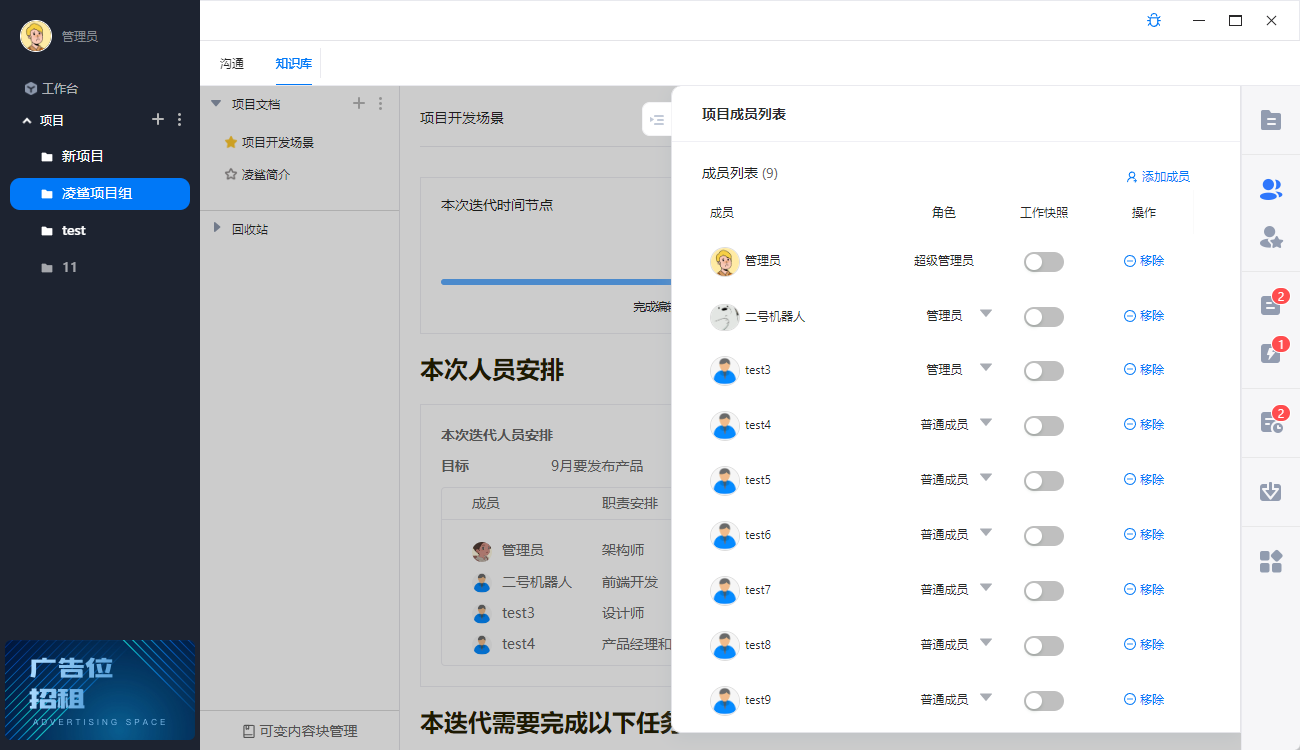 管理员
工作台
项目
新项目
凌鲨项目组
test
11
广告位
招租
ADVERTISING SPACE
沟通
知识库
项目文档
项目开发场景
凌鲨简介
回收站
可变内容块管理
项目开发场景
本次迭代时间节点
完成编
本次人员安排
本次迭代人员安排
目标 9月要发布产品
成员 职责安排
管理员 架构师
二号机器人 前端开发
test3 设计师
test4 产品经理和
本迭代需要完成以下任务
项目成员列表
成员列表 (9) 添加成员
成员 角色 工作快照 操作
管理员 超级管理员 移除
二号机器人 管理员 移除
test3 管理员 移除
test4 普通成员 移除
test5 普通成员 移除
test6 普通成员 移除
test7 普通成员 移除
test8 普通成员 移除
test9 普通成员 移除
2
1
2